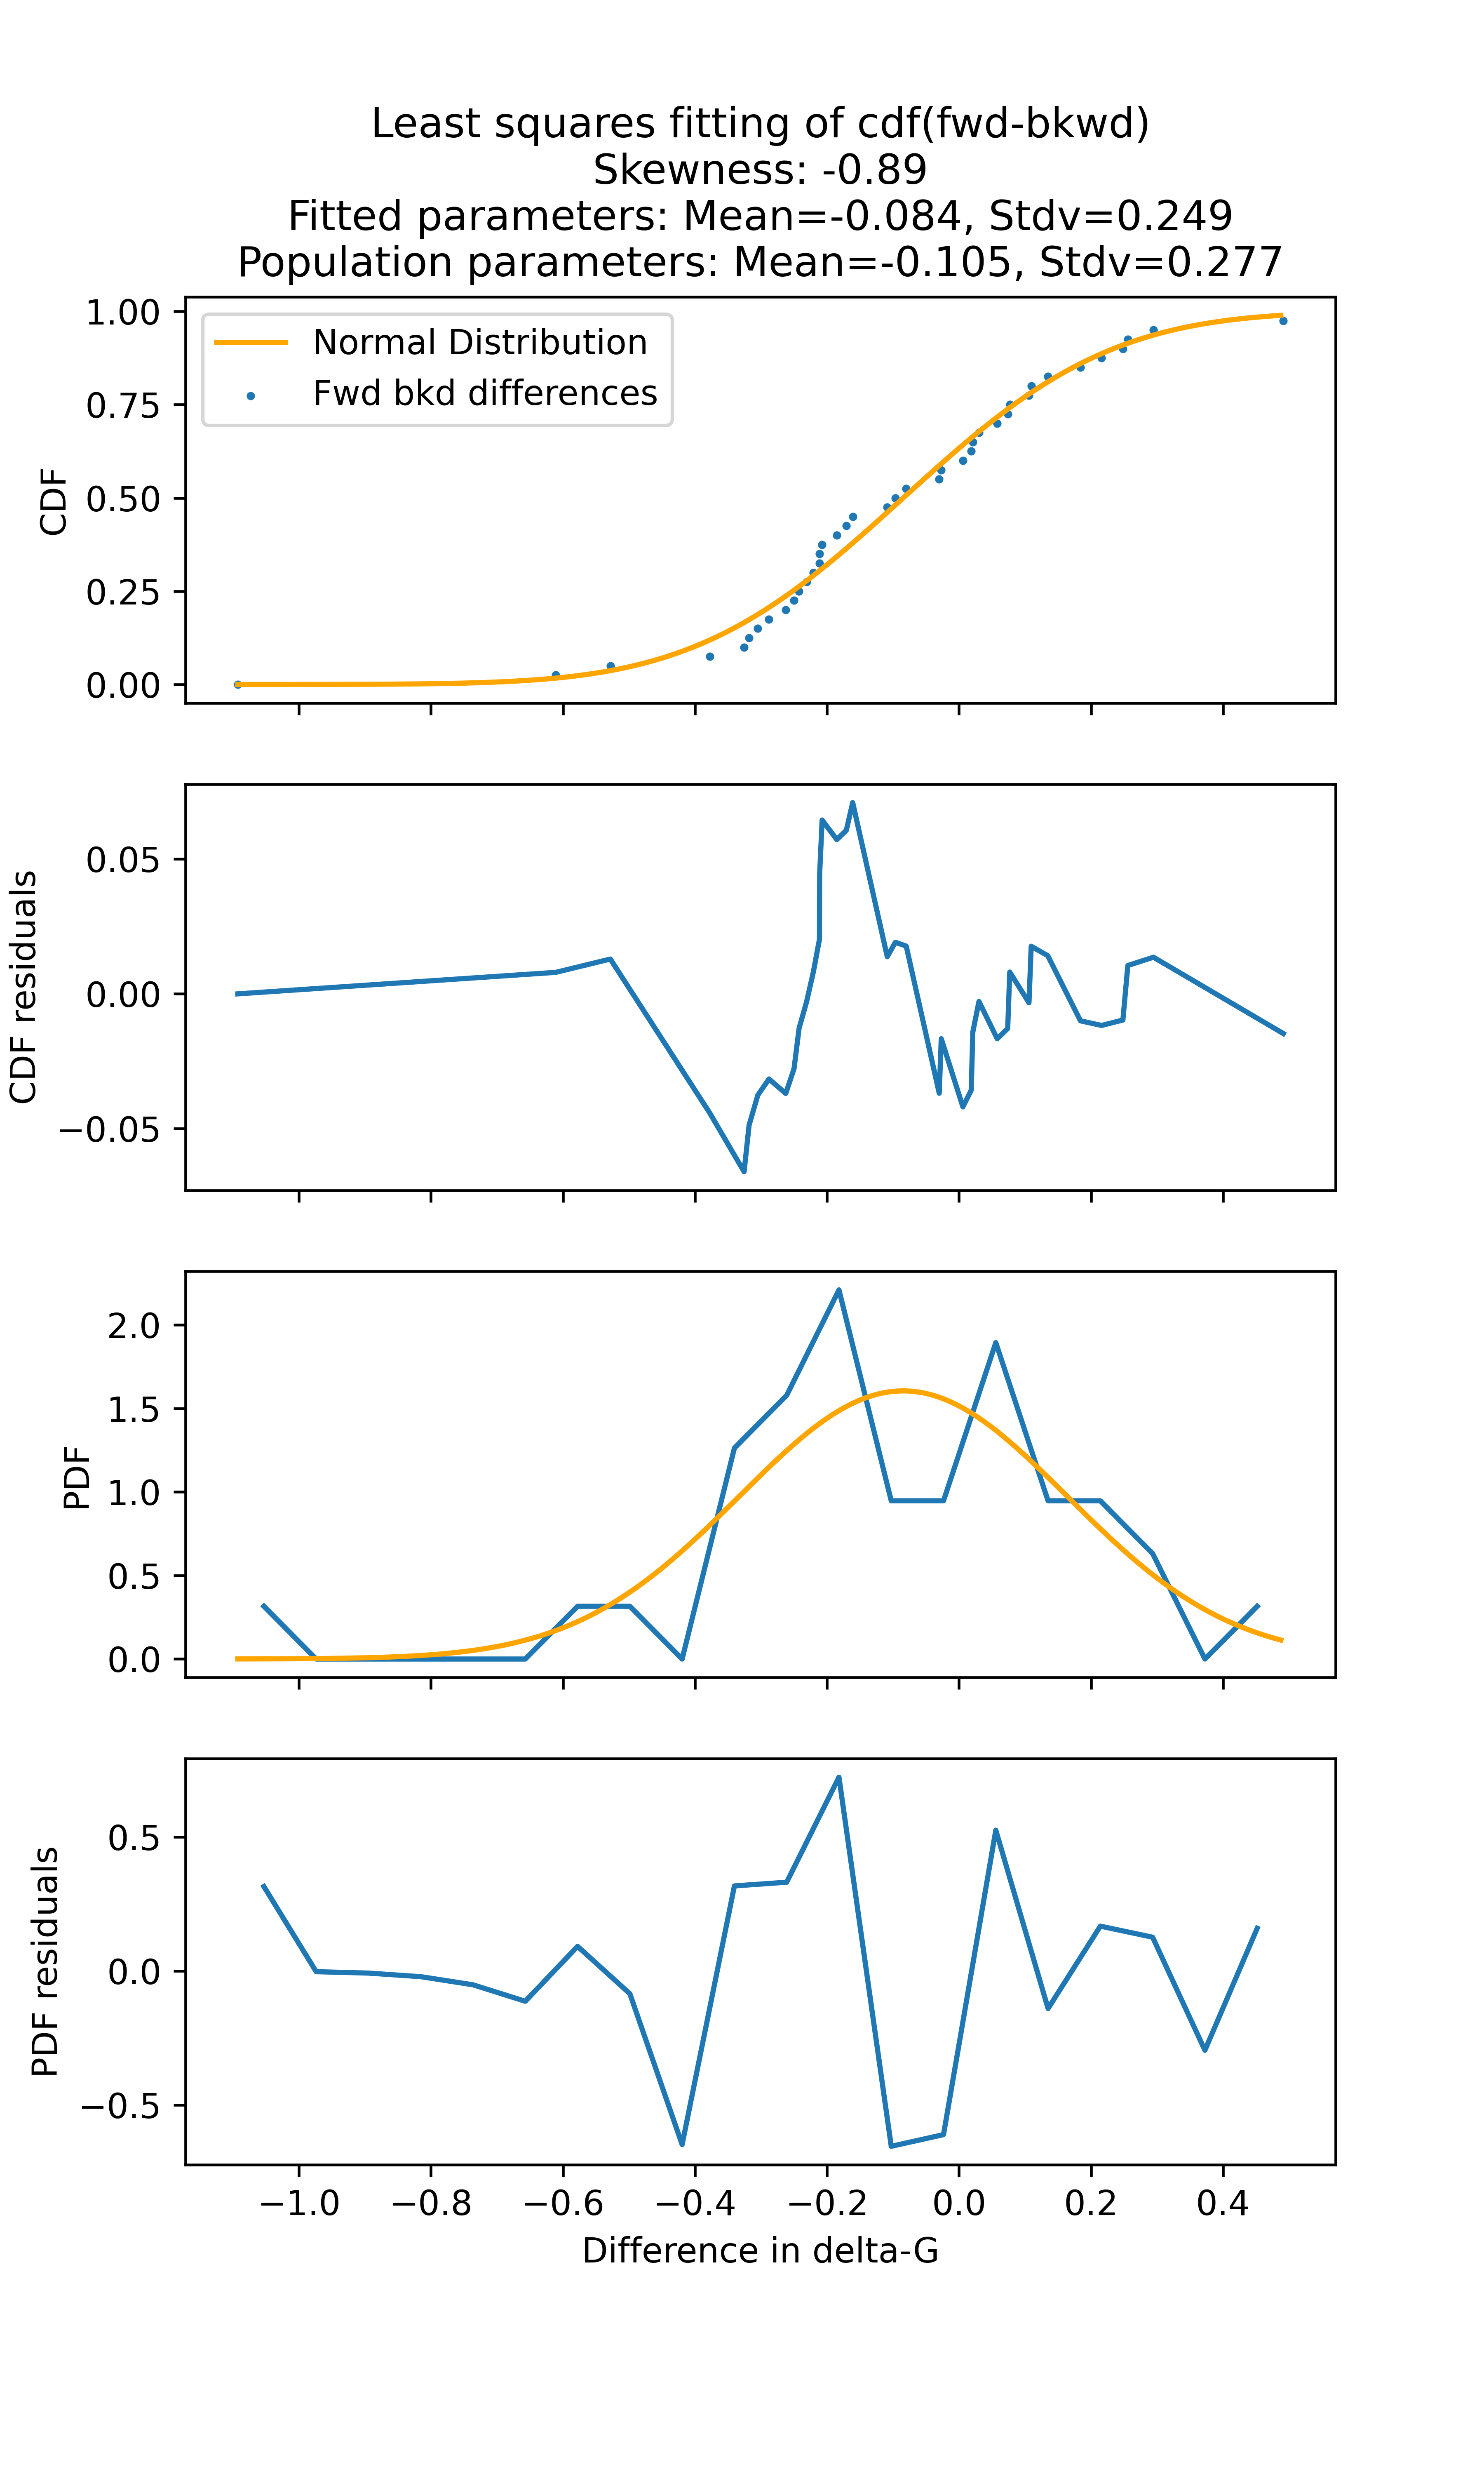 Least squares fitting of cdf(fwd-bkwd)
Skewness: -0.89
Fitted parameters: Mean=-0.084, Stdv=0.249
Population parameters: Mean=-0.105, Stdv=0.277
1.00
0.75
0.50
0.25
0.00
CDF
Normal Distribution
Fwd bkd differences
0.05
0.00
−0.05
CDF residuals
2.0
1.5
1.0
0.5
0.0
PDF
0.5
0.0
−0.5
PDF residuals
−1.0 −0.8 −0.6 −0.4 −0.2 0.0 0.2 0.4
Difference in delta-G